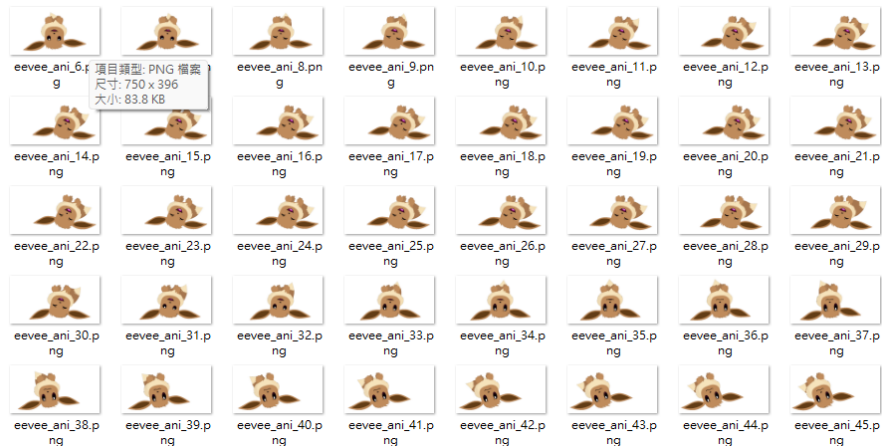 eevee_ani_6.p eevee_ani_8.pn eevee_ani_9.pn eevee_ani_10.p eevee_ani_11.p eevee_ani_12.p eevee_ani_13.p
g g g ng ng ng ng
項目類型: PNG 檔案
尺寸: 750 x 396
大小: 83.8 KB
eevee_ani_14.p eevee_ani_15.p eevee_ani_16.p eevee_ani_17.p eevee_ani_18.p eevee_ani_19.p eevee_ani_20.p eevee_ani_21.p
ng ng ng ng ng ng ng ng
eevee_ani_22.p eevee_ani_23.p eevee_ani_24.p eevee_ani_25.p eevee_ani_26.p eevee_ani_27.p eevee_ani_28.p eevee_ani_29.p
ng ng ng ng ng ng ng ng
eevee_ani_30.p eevee_ani_31.p eevee_ani_32.p eevee_ani_33.p eevee_ani_34.p eevee_ani_35.p eevee_ani_36.p eevee_ani_37.p
ng ng ng ng ng ng ng ng
eevee_ani_38.p eevee_ani_39.p eevee_ani_40.p eevee_ani_41.p eevee_ani_42.p eevee_ani_43.p eevee_ani_44.p eevee_ani_45.p
ng ng ng ng ng ng ng ng